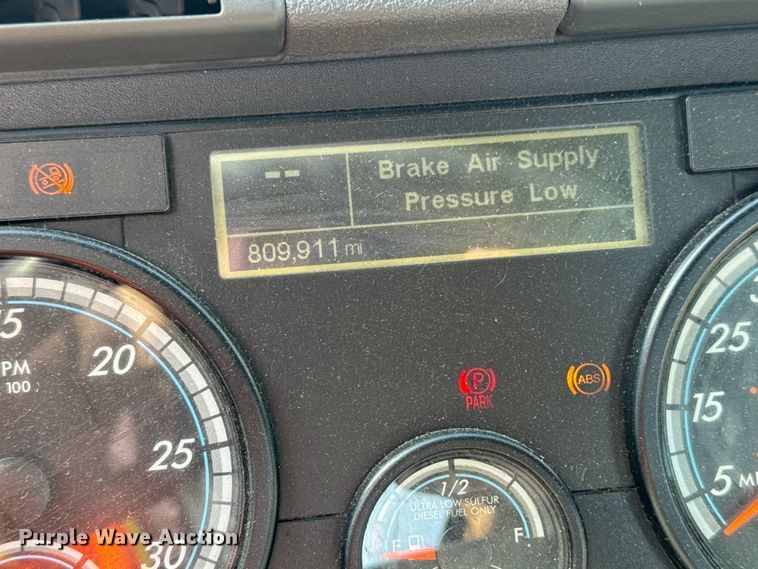 -- Brake Air Supply
Pressure Low
809,911 mi
20
25
PM
100
25
30
P
PARK
ABS
15
5
1/2
ULTRA LOW SULFUR
DIESEL FUEL ONLY
E
F
Purple Wave Auction